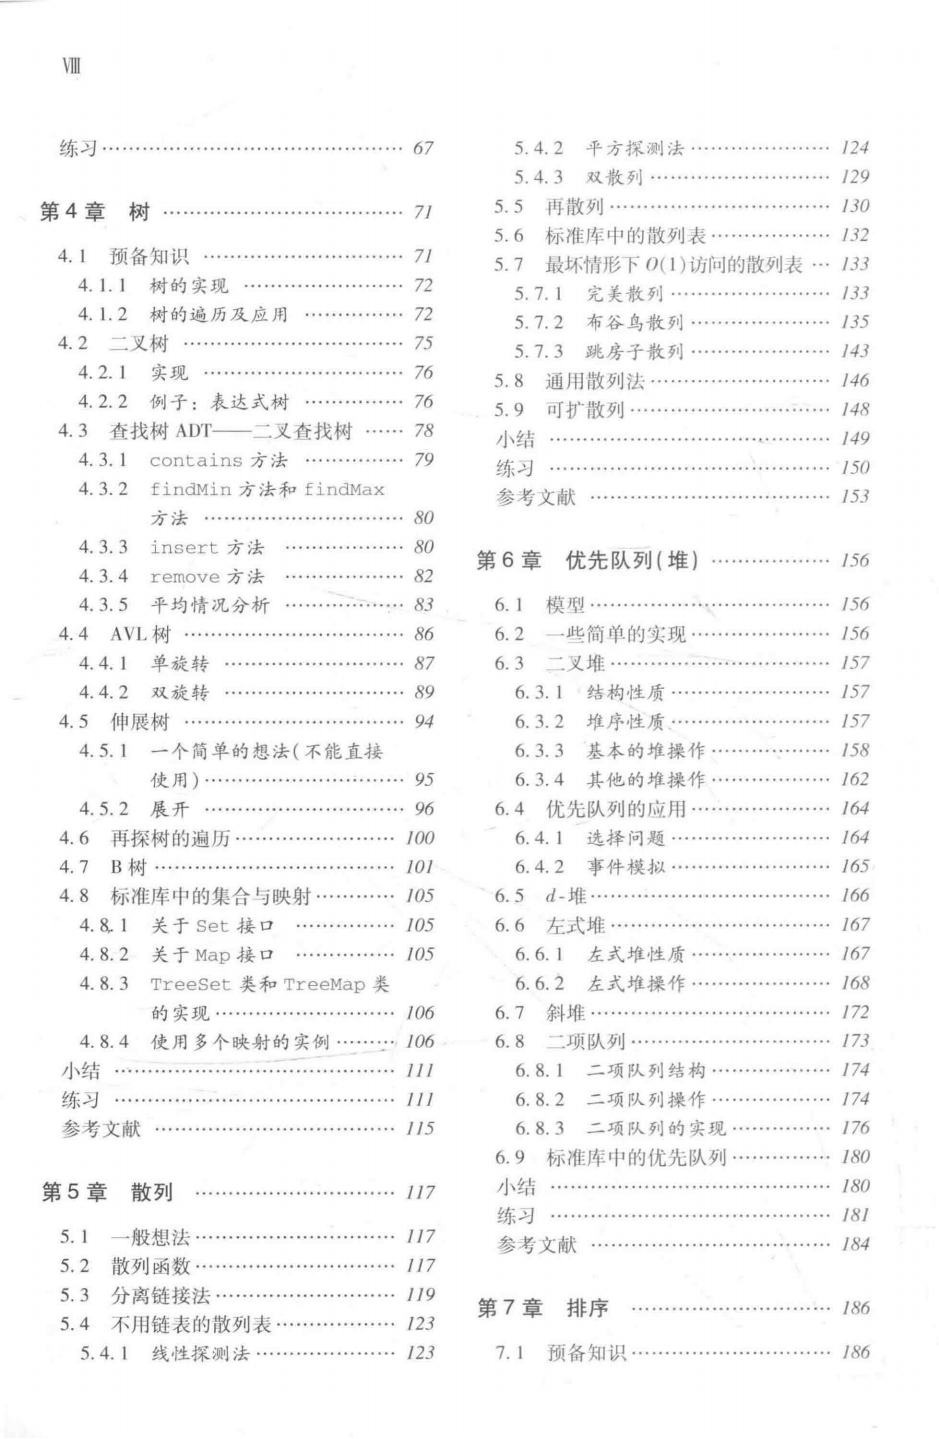 Ⅷ
练习 …… 67
第4章 树 …… 71
4.1 预备知识 …… 71
4.1.1 树的实现 …… 72
4.1.2 树的遍历及应用 …… 72
4.2 二叉树 …… 75
4.2.1 实现 …… 76
4.2.2 例子：表达式树 …… 76
4.3 查找树 ADT——二叉查找树 …… 78
4.3.1 contains 方法 …… 79
4.3.2 findMin 方法和 findMax
方法 …… 80
4.3.3 insert 方法 …… 80
4.3.4 remove 方法 …… 82
4.3.5 平均情况分析 …… 83
4.4 AVL 树 …… 86
4.4.1 单旋转 …… 87
4.4.2 双旋转 …… 89
4.5 伸展树 …… 94
4.5.1 一个简单的想法(不能直接
使用) …… 95
4.5.2 展开 …… 96
4.6 再探树的遍历 …… 100
4.7 B 树 …… 101
4.8 标准库中的集合与映射 …… 105
4.8.1 关于 Set 接口 …… 105
4.8.2 关于 Map 接口 …… 105
4.8.3 TreeSet 类和 TreeMap 类
的实现 …… 106
4.8.4 使用多个映射的实例 …… 106
小结 …… 111
练习 …… 111
参考文献 …… 115
第5章 散列 …… 117
5.1 一般想法 …… 117
5.2 散列函数 …… 117
5.3 分离链接法 …… 119
5.4 不用链表的散列表 …… 123
5.4.1 线性探测法 …… 123
5.4.2 平方探测法 …… 124
5.4.3 双散列 …… 129
5.5 再散列 …… 130
5.6 标准库中的散列表 …… 132
5.7 最坏情形下 O(1)访问的散列表 … 133
5.7.1 完美散列 …… 133
5.7.2 布谷鸟散列 …… 135
5.7.3 跳房子散列 …… 143
5.8 通用散列法 …… 146
5.9 可扩散列 …… 148
小结 …… 149
练习 …… 150
参考文献 …… 153
第6章 优先队列(堆) …… 156
6.1 模型 …… 156
6.2 一些简单的实现 …… 156
6.3 二叉堆 …… 157
6.3.1 结构性质 …… 157
6.3.2 堆序性质 …… 157
6.3.3 基本的堆操作 …… 158
6.3.4 其他的堆操作 …… 162
6.4 优先队列的应用 …… 164
6.4.1 选择问题 …… 164
6.4.2 事件模拟 …… 165
6.5 d-堆 …… 166
6.6 左式堆 …… 167
6.6.1 左式堆性质 …… 167
6.6.2 左式堆操作 …… 168
6.7 斜堆 …… 172
6.8 二项队列 …… 173
6.8.1 二项队列结构 …… 174
6.8.2 二项队列操作 …… 174
6.8.3 二项队列的实现 …… 176
6.9 标准库中的优先队列 …… 180
小结 …… 180
练习 …… 181
参考文献 …… 184
第7章 排序 …… 186
7.1 预备知识 …… 186